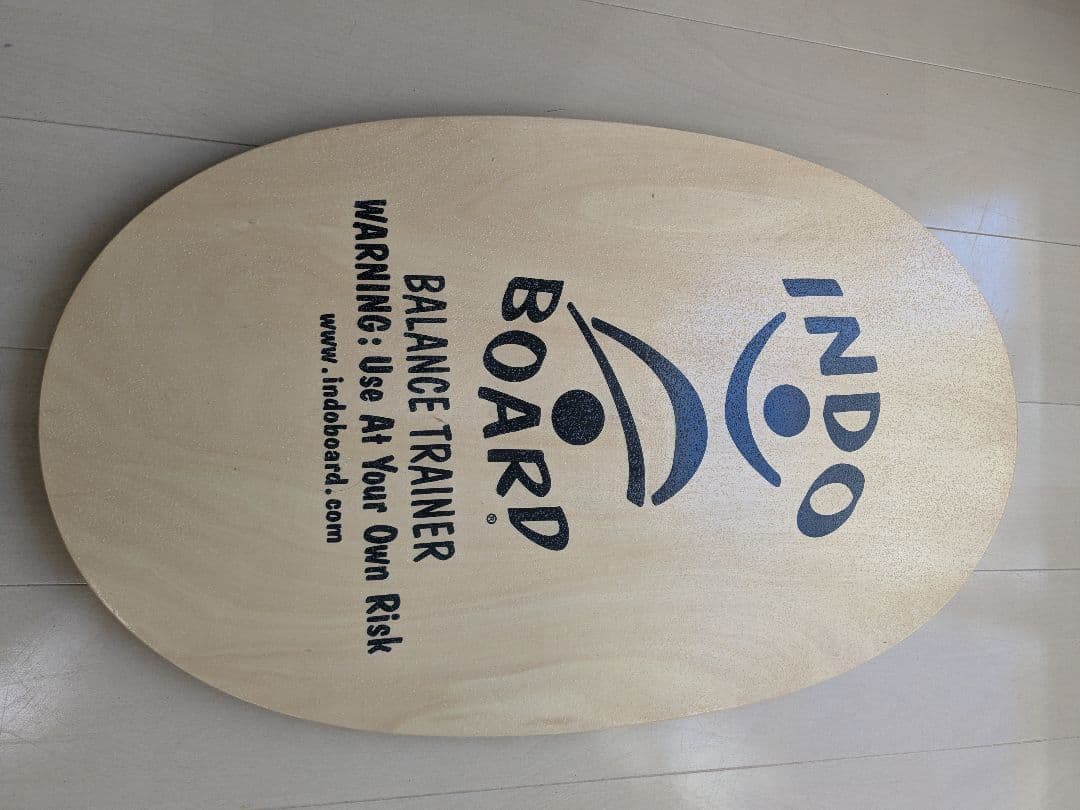 INDO
BOARD®
BALANCE TRAINER
WARNING: Use At Your Own Risk
www.indoboard.com